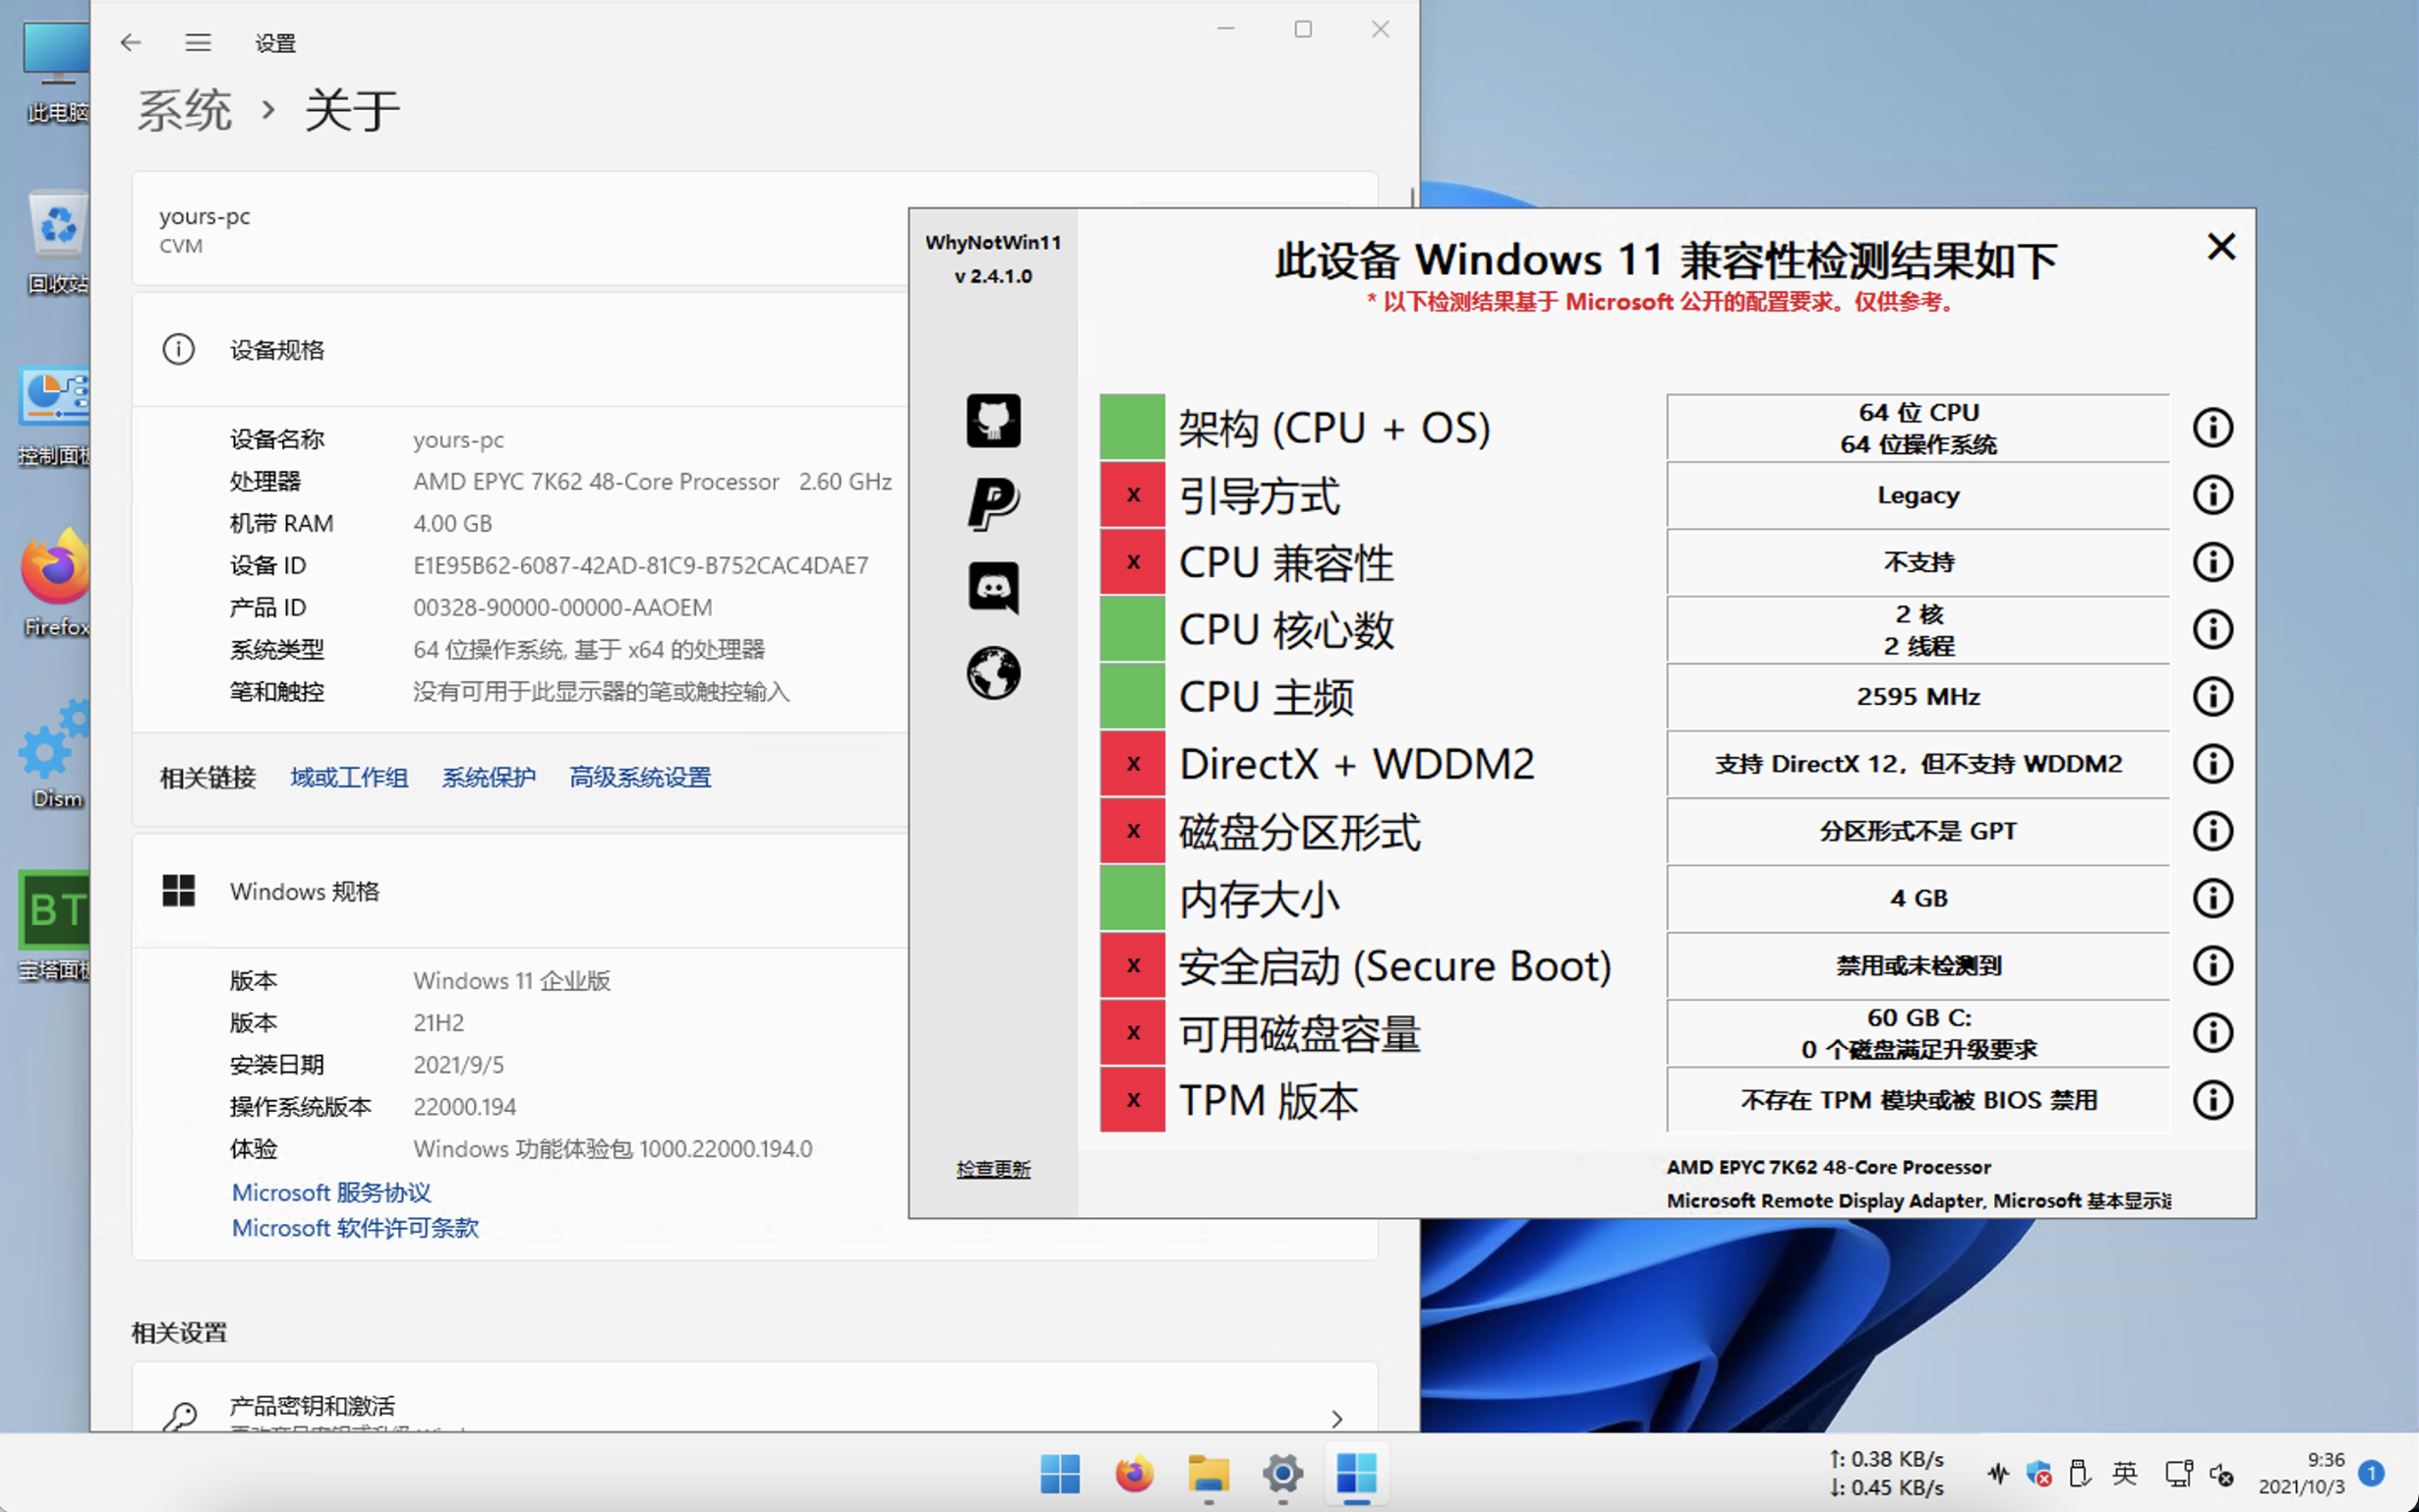 此电脑
回收站
控制面板
Firefox
Dism
BT
宝塔面板
设置
系统 › 关于
yours-pc
CVM
设备规格
设备名称 yours-pc
处理器 AMD EPYC 7K62 48-Core Processor 2.60 GHz
机带 RAM 4.00 GB
设备 ID E1E95B62-6087-42AD-81C9-B752CAC4DAE7
产品 ID 00328-90000-00000-AAOEM
系统类型 64 位操作系统, 基于 x64 的处理器
笔和触控 没有可用于此显示器的笔或触控输入
相关链接 域或工作组 系统保护 高级系统设置
Windows 规格
版本 Windows 11 企业版
版本 21H2
安装日期 2021/9/5
操作系统版本 22000.194
体验 Windows 功能体验包 1000.22000.194.0
Microsoft 服务协议
Microsoft 软件许可条款
相关设置
产品密钥和激活
WhyNotWin11
v 2.4.1.0
检查更新
此设备 Windows 11 兼容性检测结果如下
* 以下检测结果基于 Microsoft 公开的配置要求。仅供参考。
架构 (CPU + OS) 64 位 CPU
64 位操作系统
X 引导方式 Legacy
X CPU 兼容性 不支持
CPU 核心数 2 核
2 线程
CPU 主频 2595 MHz
X DirectX + WDDM2 支持 DirectX 12，但不支持 WDDM2
X 磁盘分区形式 分区形式不是 GPT
内存大小 4 GB
X 安全启动 (Secure Boot) 禁用或未检测到
X 可用磁盘容量 60 GB C:
0 个磁盘满足升级要求
X TPM 版本 不存在 TPM 模块或被 BIOS 禁用
AMD EPYC 7K62 48-Core Processor
Microsoft Remote Display Adapter, Microsoft 基本显示适
↑: 0.38 KB/s
↓: 0.45 KB/s
英
9:36
2021/10/3
1